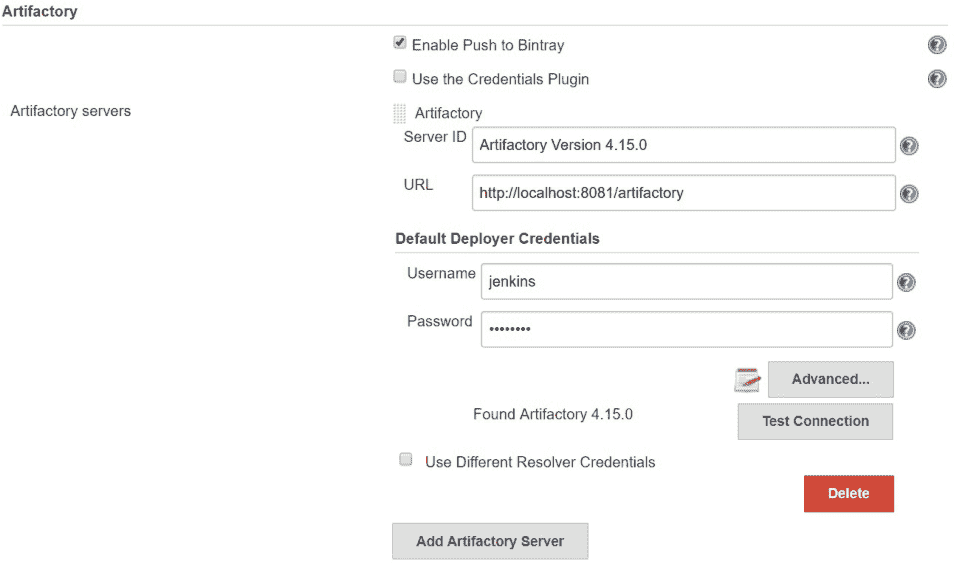 Artifactory
Enable Push to Bintray
Use the Credentials Plugin
Artifactory servers
Artifactory
Server ID
Artifactory Version 4.15.0
URL
http://localhost:8081/artifactory
Default Deployer Credentials
Username
jenkins
Password
••••••••
Advanced...
Found Artifactory 4.15.0
Test Connection
Use Different Resolver Credentials
Delete
Add Artifactory Server